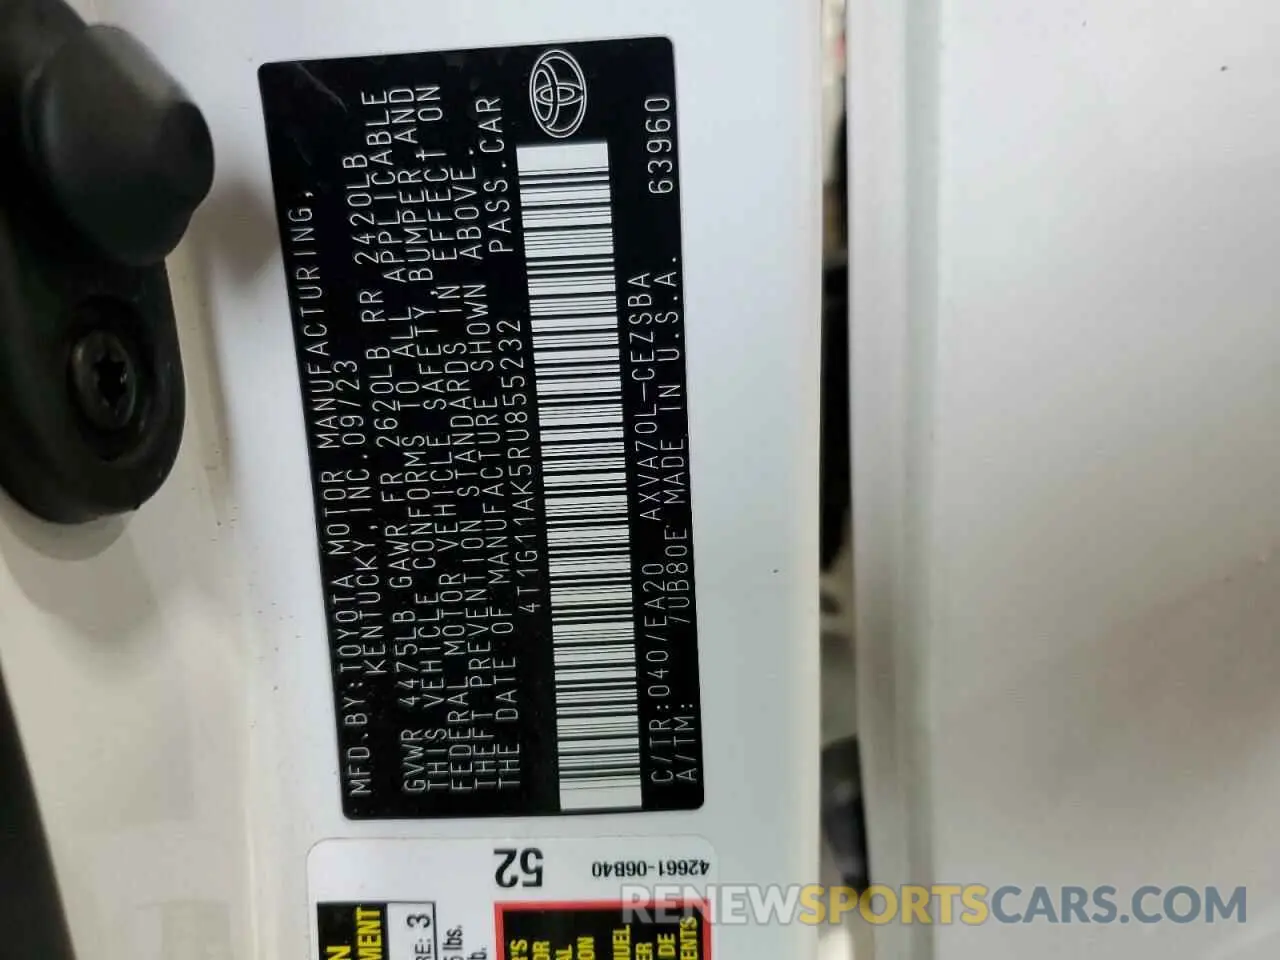 MFD.BY:TOYOTA MOTOR MANUFACTURING,
KENTUCKY,INC.09/23
GVWR 4475LB GAWR FR 2620LB RR 2420LB
THIS VEHICLE CONFORMS TO ALL APPLICABLE
FEDERAL MOTOR VEHICLE SAFETY, BUMPER, AND
THEFT PREVENTION STANDARDS IN EFFECT ON
THE DATE OF MANUFACTURE SHOWN ABOVE.
4T1G11AK5RU855232 PASS.CAR
C/TR:040/EA20 AXVA70L-CEZSBA 63960
A/TM: /UB80E MADE IN U.S.A.
52
42661-06B40
RE: 3
RENEWSPORTSCARS.COM